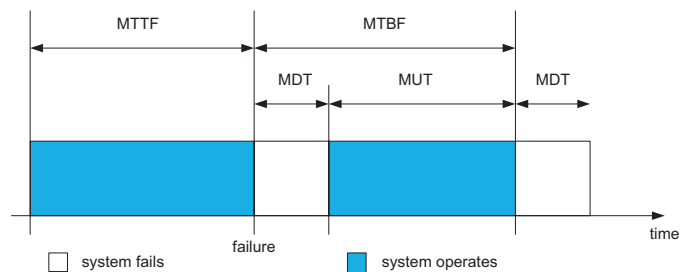 MTTF
MTBF
MDT
MUT
MDT
time
failure
system fails
system operates